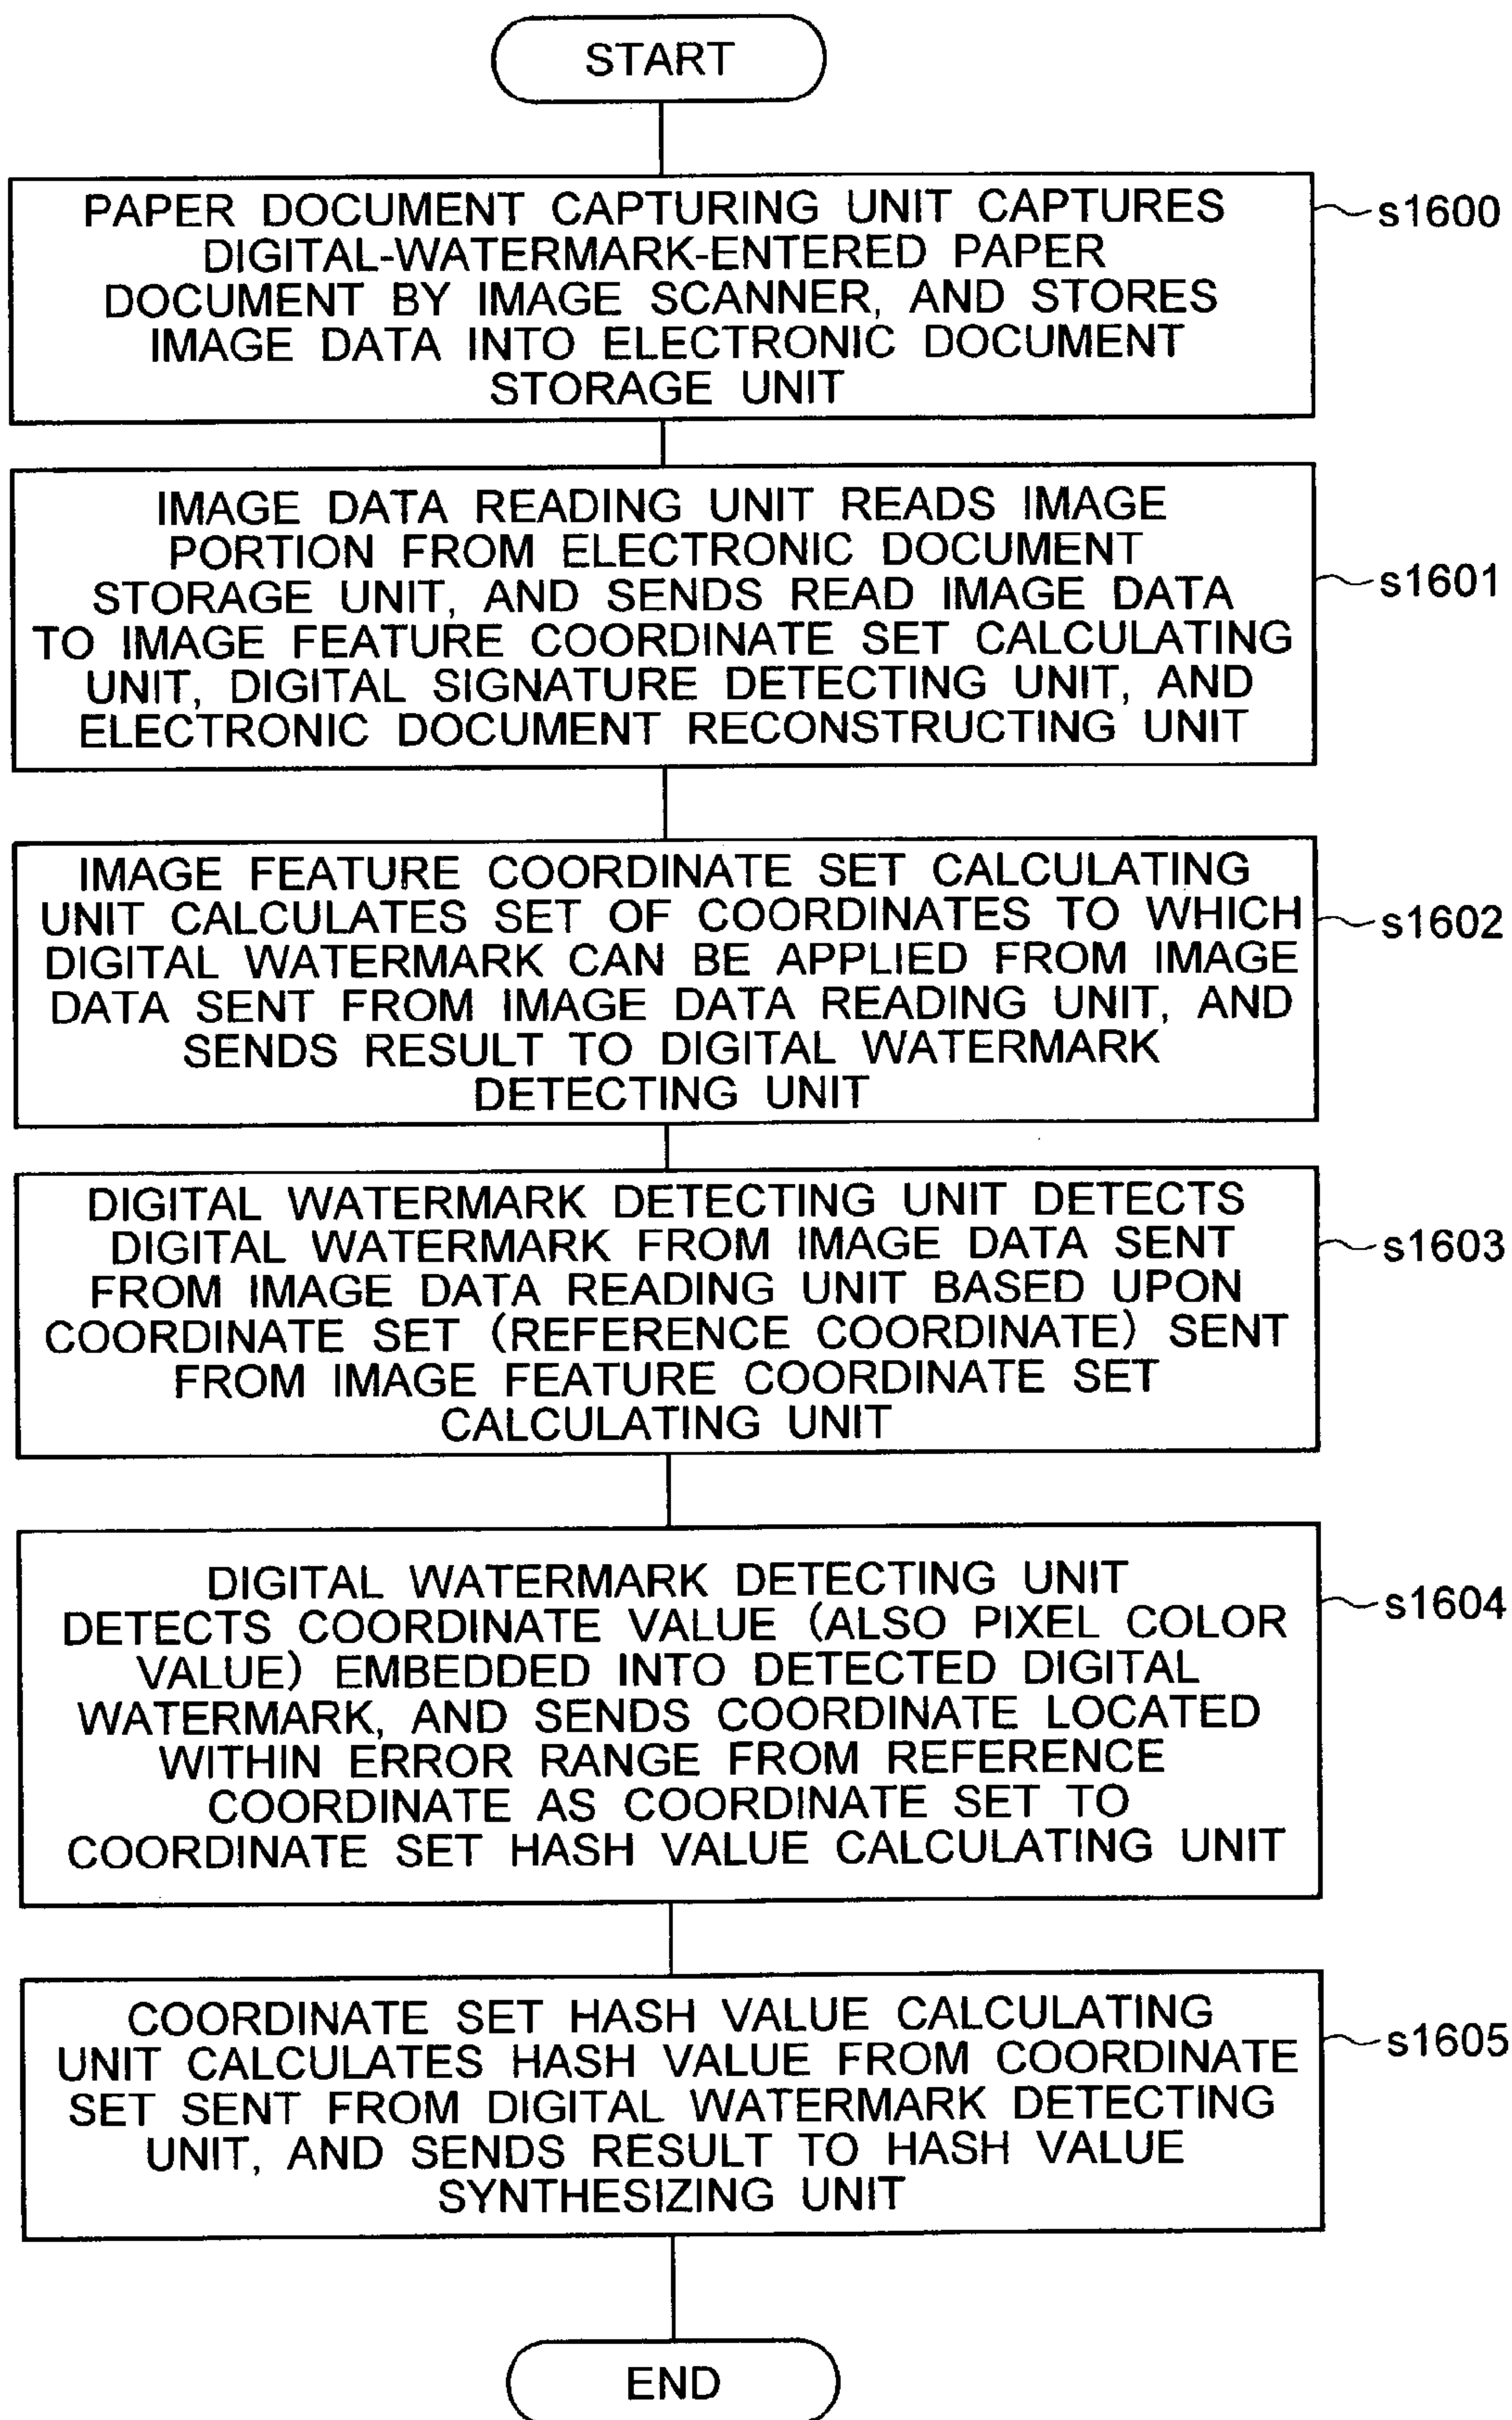 START
PAPER DOCUMENT CAPTURING UNIT CAPTURES
DIGITAL-WATERMARK-ENTERED PAPER
DOCUMENT BY IMAGE SCANNER, AND STORES
IMAGE DATA INTO ELECTRONIC DOCUMENT
STORAGE UNIT
s1600
IMAGE DATA READING UNIT READS IMAGE
PORTION FROM ELECTRONIC DOCUMENT
STORAGE UNIT, AND SENDS READ IMAGE DATA
TO IMAGE FEATURE COORDINATE SET CALCULATING
UNIT, DIGITAL SIGNATURE DETECTING UNIT, AND
ELECTRONIC DOCUMENT RECONSTRUCTING UNIT
s1601
IMAGE FEATURE COORDINATE SET CALCULATING
UNIT CALCULATES SET OF COORDINATES TO WHICH
DIGITAL WATERMARK CAN BE APPLIED FROM IMAGE
DATA SENT FROM IMAGE DATA READING UNIT, AND
SENDS RESULT TO DIGITAL WATERMARK
DETECTING UNIT
s1602
DIGITAL WATERMARK DETECTING UNIT DETECTS
DIGITAL WATERMARK FROM IMAGE DATA SENT
FROM IMAGE DATA READING UNIT BASED UPON
COORDINATE SET (REFERENCE COORDINATE) SENT
FROM IMAGE FEATURE COORDINATE SET
CALCULATING UNIT
s1603
DIGITAL WATERMARK DETECTING UNIT
DETECTS COORDINATE VALUE (ALSO PIXEL COLOR
VALUE) EMBEDDED INTO DETECTED DIGITAL
WATERMARK, AND SENDS COORDINATE LOCATED
WITHIN ERROR RANGE FROM REFERENCE
COORDINATE AS COORDINATE SET TO
COORDINATE SET HASH VALUE CALCULATING UNIT
s1604
COORDINATE SET HASH VALUE CALCULATING
UNIT CALCULATES HASH VALUE FROM COORDINATE
SET SENT FROM DIGITAL WATERMARK DETECTING
UNIT, AND SENDS RESULT TO HASH VALUE
SYNTHESIZING UNIT
s1605
END